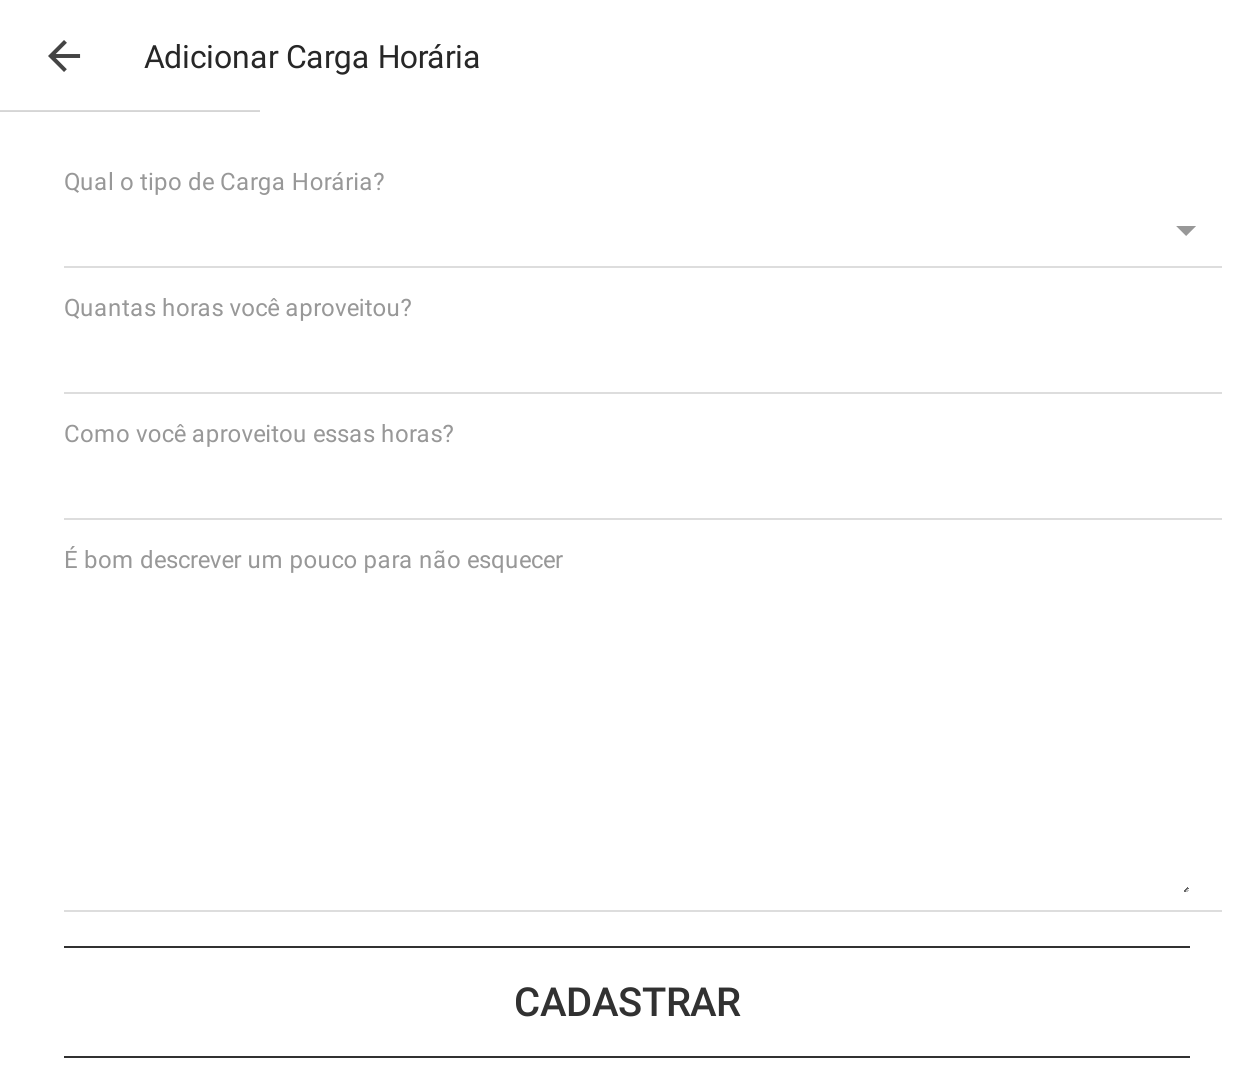 Adicionar Carga Horária
Qual o tipo de Carga Horária?
Quantas horas você aproveitou?
Como você aproveitou essas horas?
É bom descrever um pouco para não esquecer
CADASTRAR